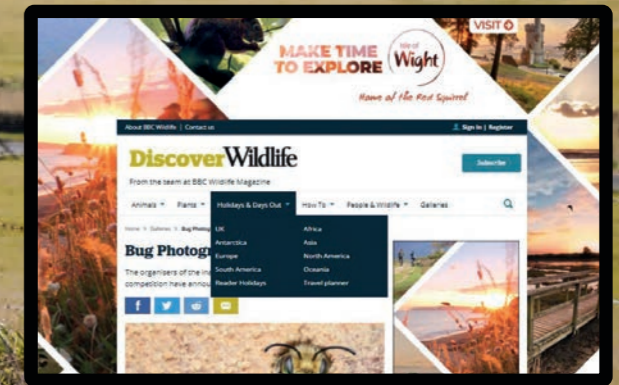 VISIT
MAKE TIME
TO EXPLORE
Isle of
Wight
Home of the Red Squirrel
About BBC Wildlife | Contact us
Sign In | Register
DiscoverWildlife
Subscribe
From the team at BBC Wildlife Magazine
Animals Plants Holidays & Days Out How To People & Wildlife Galleries
Home > Galleries > Bug Photog
UK Africa
Antarctica Asia
Europe North America
South America Oceania
Reader Holidays Travel planner
Bug Photogr
The organisers of the in
competition have annou
f